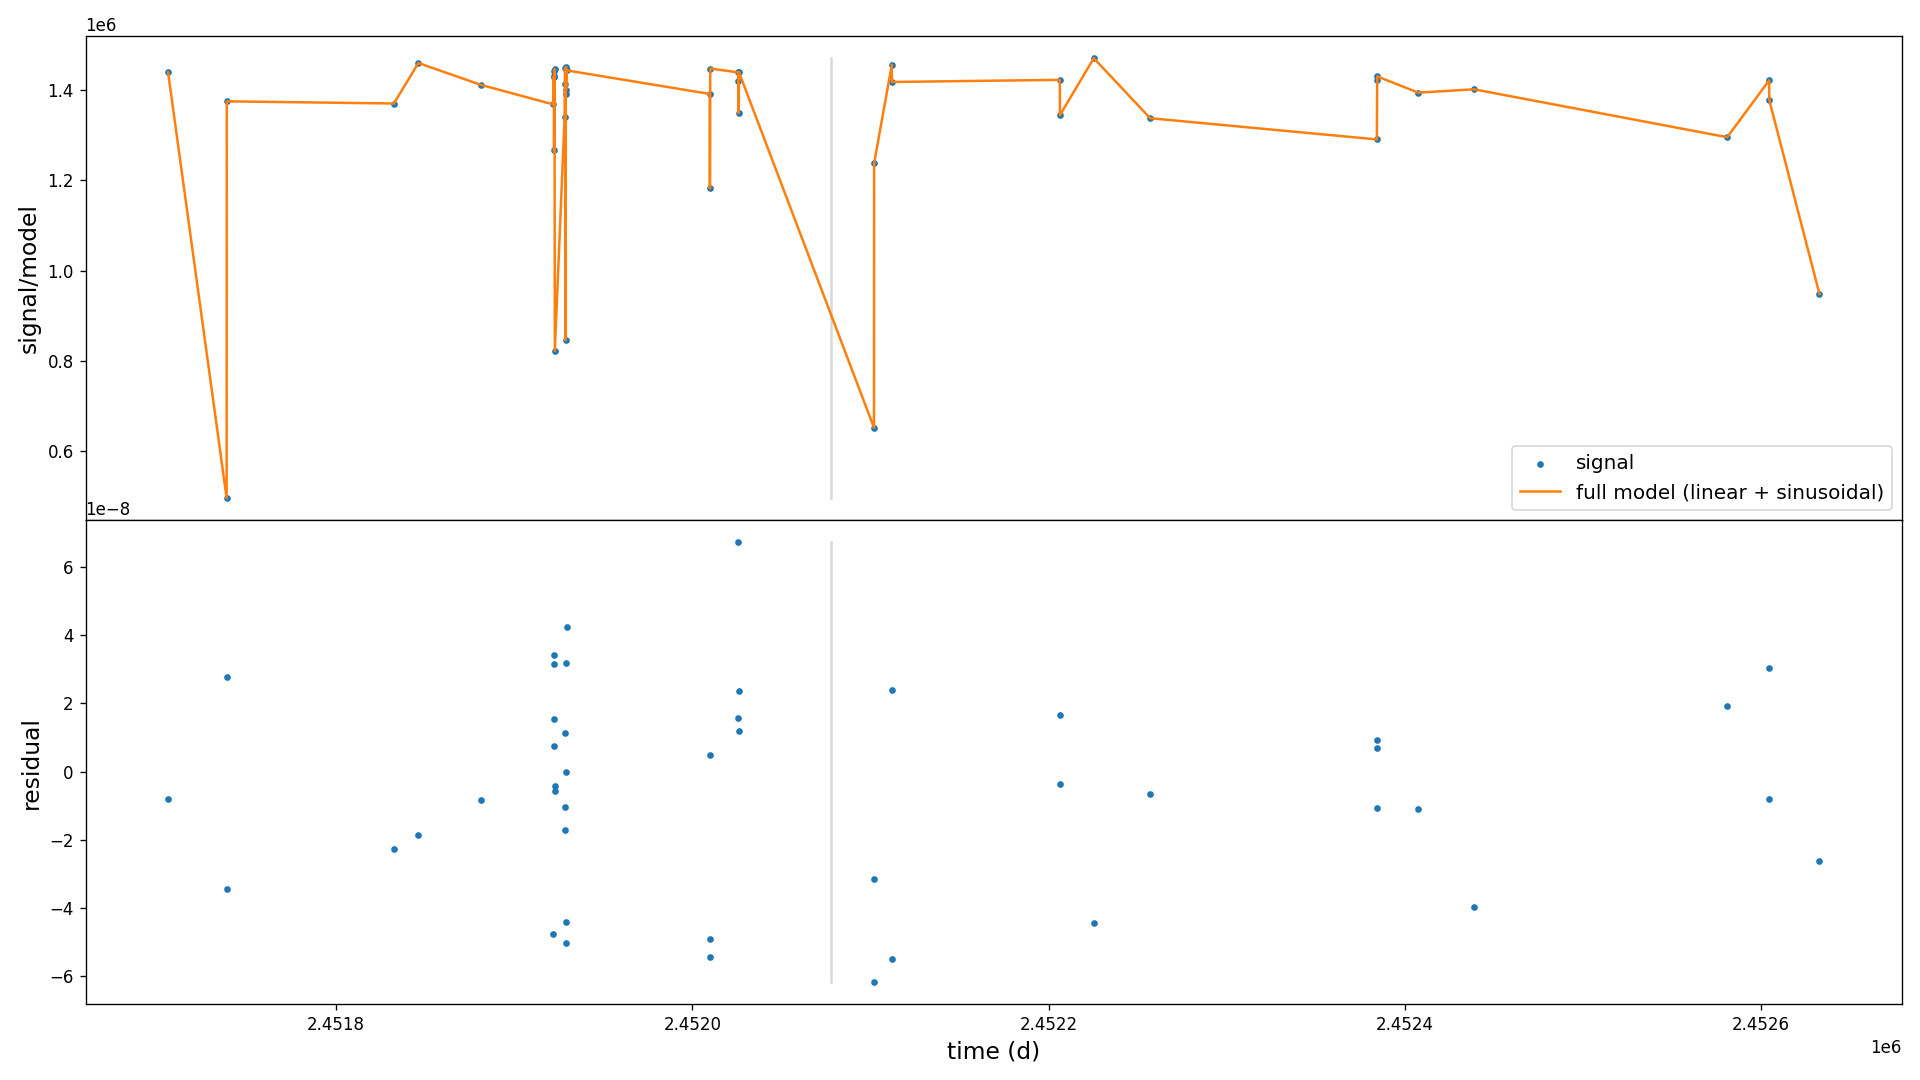 1e6
1.4
1.2
1.0
0.8
0.6
signal/model
signal
full model (linear + sinusoidal)
1e−8
6
4
2
0
−2
−4
−6
residual
2.4518
2.4520
2.4522
2.4524
2.4526
1e6
time (d)